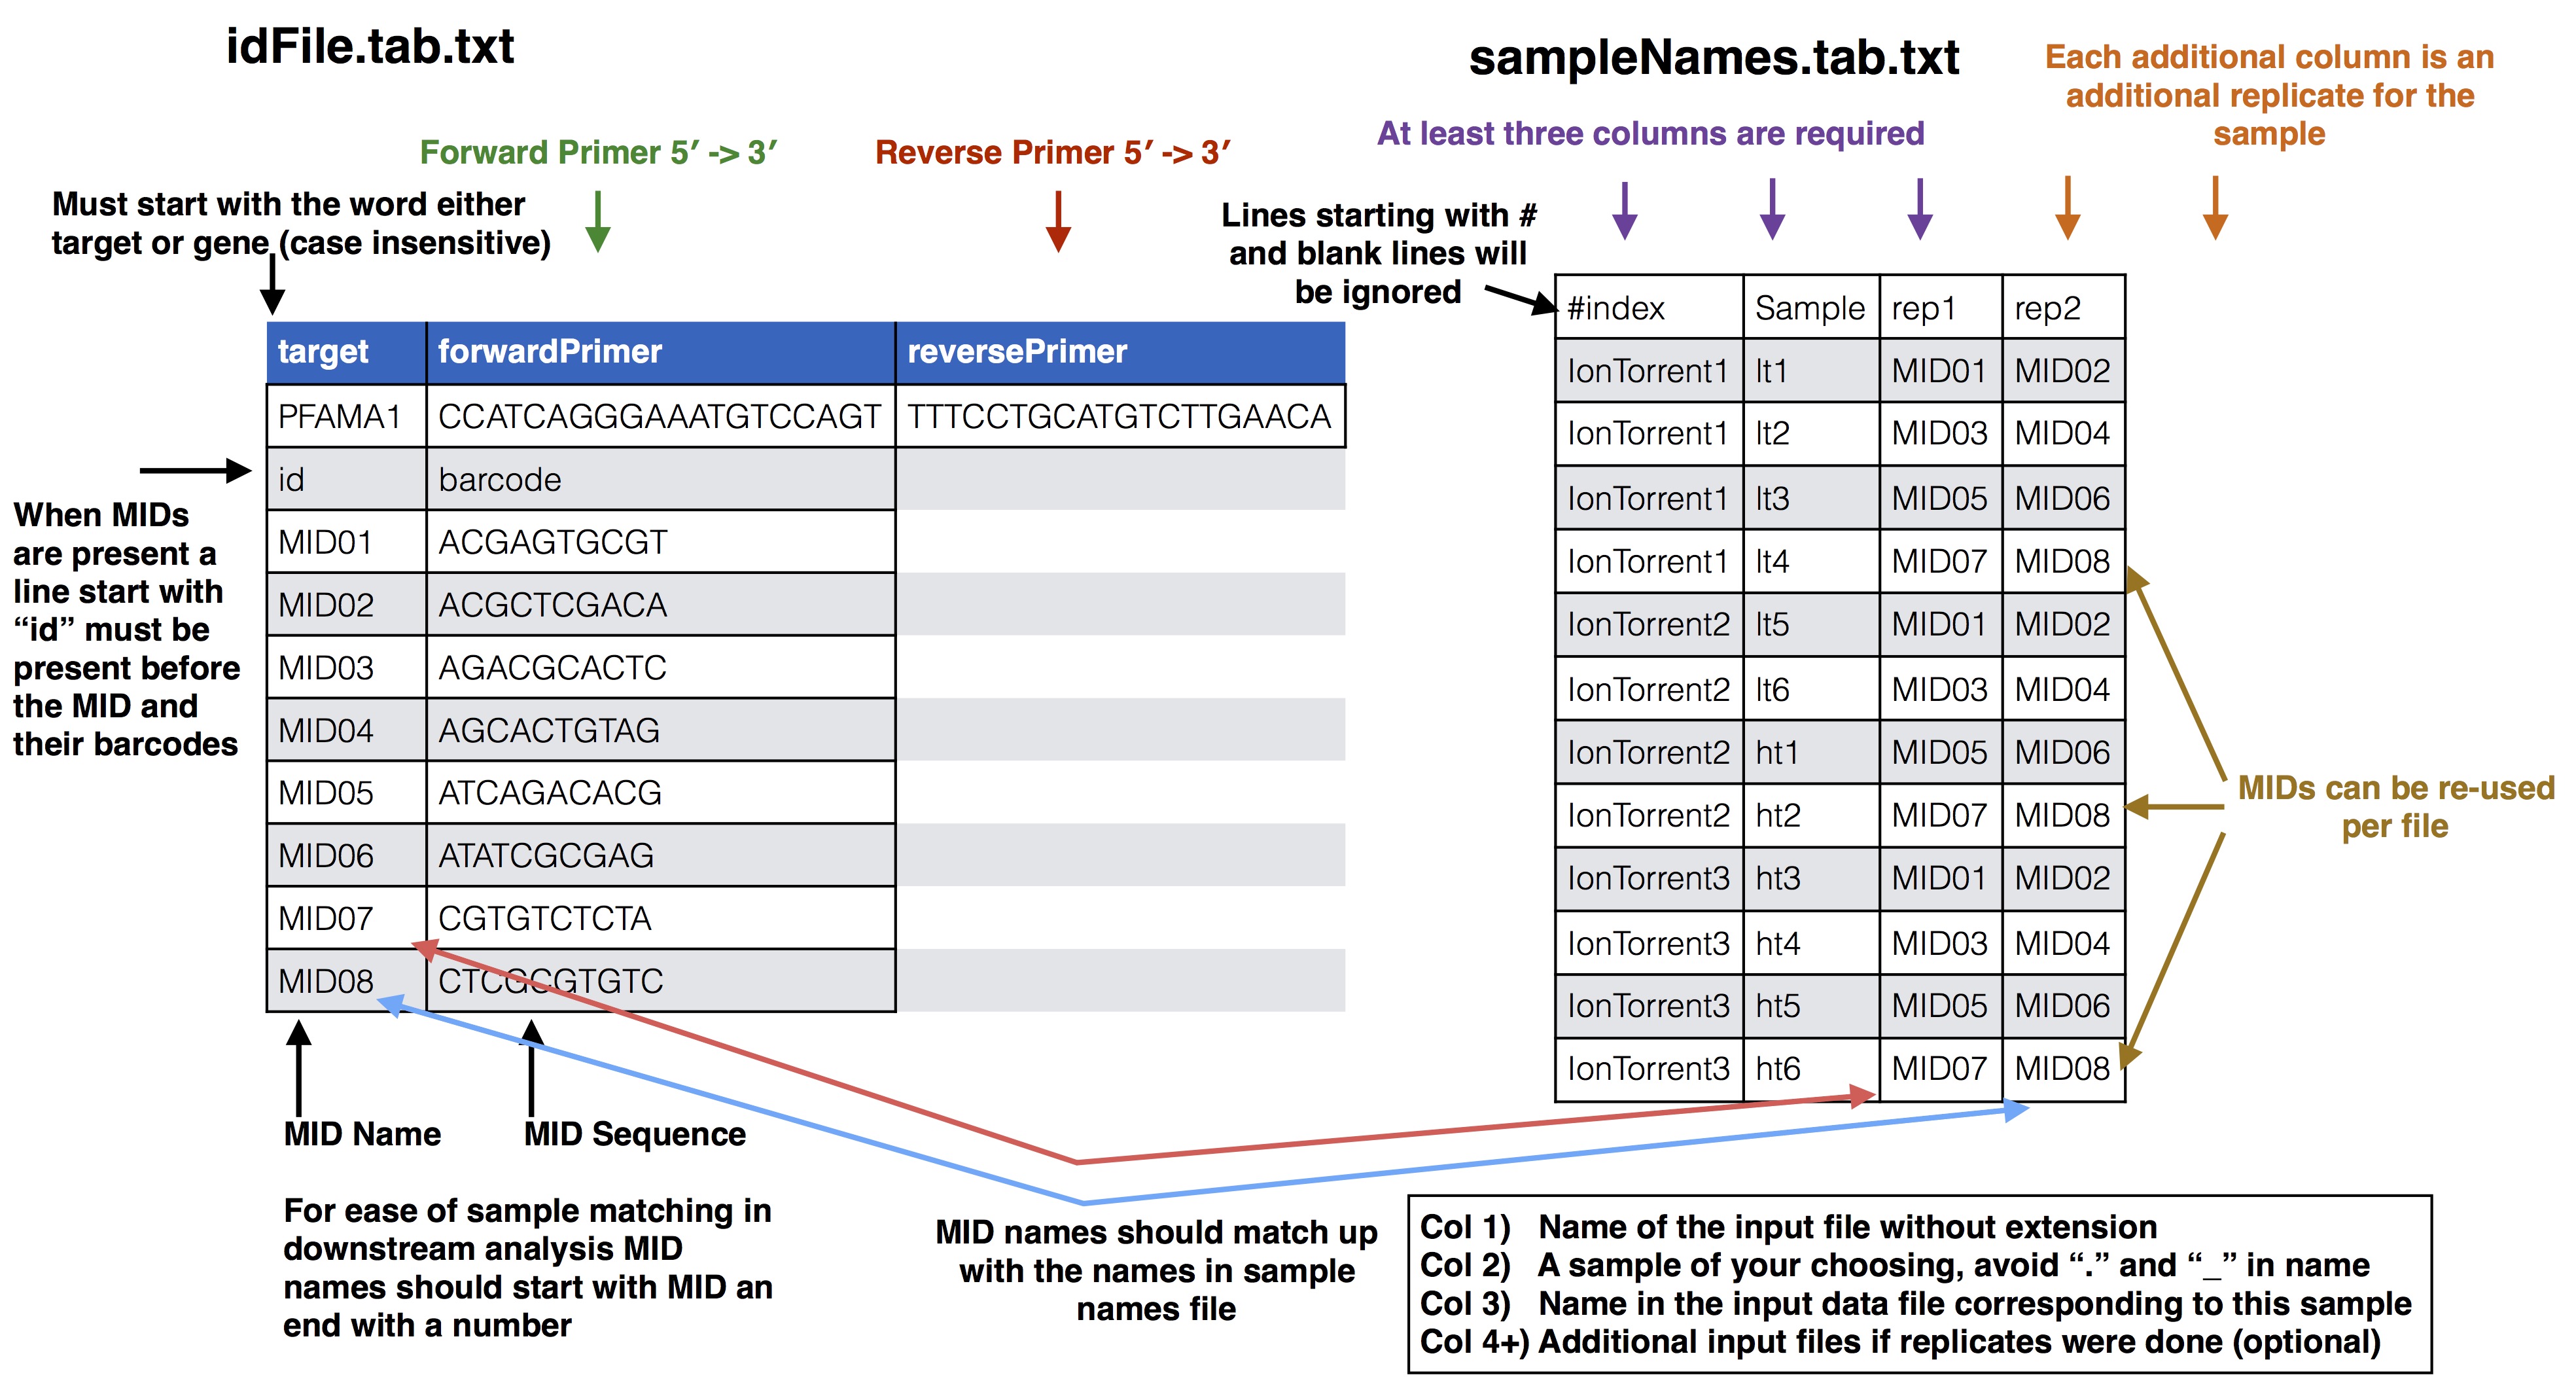 idFile.tab.txt
Forward Primer 5′ -> 3′
Reverse Primer 5′ -> 3′
Must start with the word either
target or gene (case insensitive)
target forwardPrimer reversePrimer
PFAMA1 CCATCAGGGAAATGTCCAGT TTTCCTGCATGTCTTGAACA
id barcode
MID01 ACGAGTGCGT
MID02 ACGCTCGACA
MID03 AGACGCACTC
MID04 AGCACTGTAG
MID05 ATCAGACACG
MID06 ATATCGCGAG
MID07 CGTGTCTCTA
MID08 CTCGCGTGTC
When MIDs
are present a
line start with
“id” must be
present before
the MID and
their barcodes
MID Name
MID Sequence
For ease of sample matching in
downstream analysis MID
names should start with MID an
end with a number
MID names should match up
with the names in sample
names file
sampleNames.tab.txt
At least three columns are required
Each additional column is an
additional replicate for the
sample
Lines starting with #
and blank lines will
be ignored
#index Sample rep1 rep2
IonTorrent1 lt1 MID01 MID02
IonTorrent1 lt2 MID03 MID04
IonTorrent1 lt3 MID05 MID06
IonTorrent1 lt4 MID07 MID08
IonTorrent2 lt5 MID01 MID02
IonTorrent2 lt6 MID03 MID04
IonTorrent2 ht1 MID05 MID06
IonTorrent2 ht2 MID07 MID08
IonTorrent3 ht3 MID01 MID02
IonTorrent3 ht4 MID03 MID04
IonTorrent3 ht5 MID05 MID06
IonTorrent3 ht6 MID07 MID08
MIDs can be re-used
per file
Col 1) Name of the input file without extension
Col 2) A sample of your choosing, avoid “.” and “_” in name
Col 3) Name in the input data file corresponding to this sample
Col 4+) Additional input files if replicates were done (optional)